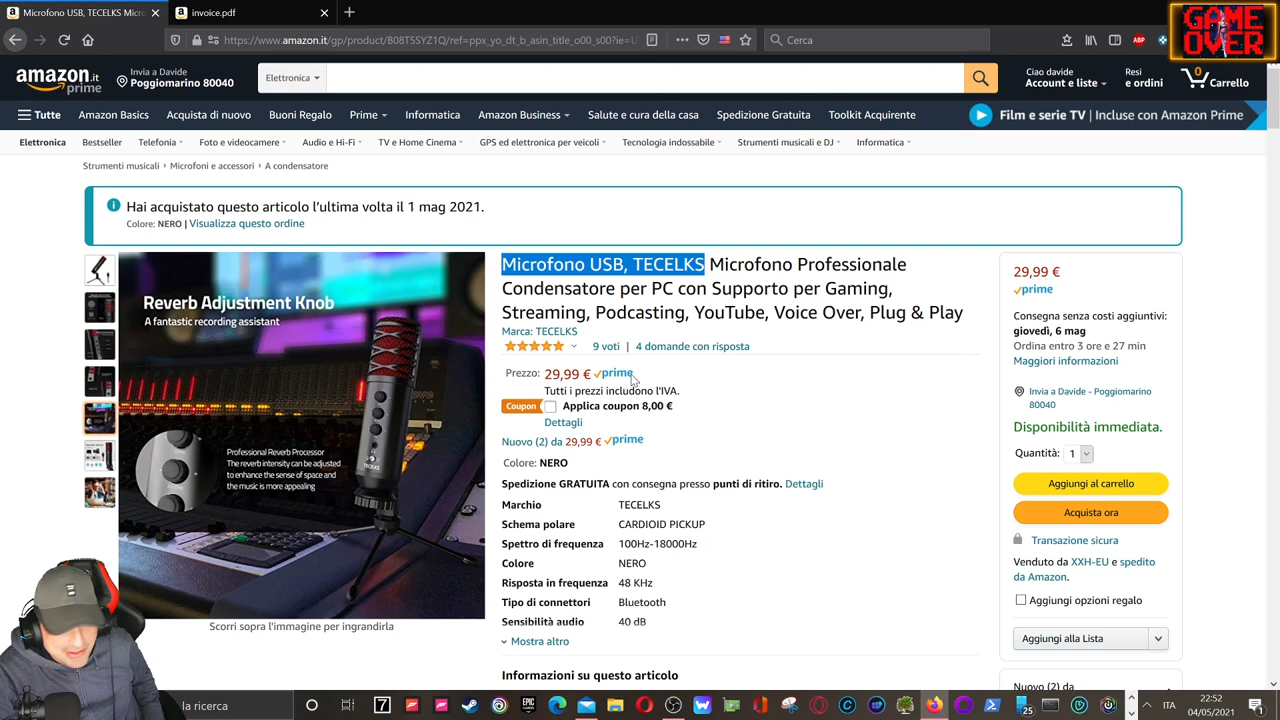 Microfono USB, TECELKS Micro
invoice.pdf
https://www.amazon.it/gp/product/B08T5SYZ1Q/ref=ppx_yo_dt_b_asin_title_o00_s00?ie=U
Cerca
ABP
GAME OVER
amazon.it
prime
Invia a Davide
Poggiomarino 80040
Elettronica
Ciao davide
Account e liste
Resi
e ordini
0
Carrello
Tutte
Amazon Basics
Acquista di nuovo
Buoni Regalo
Prime
Informatica
Amazon Business
Salute e cura della casa
Spedizione Gratuita
Toolkit Acquirente
Film e serie TV | Incluse con Amazon Prime
Elettronica
Bestseller
Telefonia
Foto e videocamere
Audio e Hi-Fi
TV e Home Cinema
GPS ed elettronica per veicoli
Tecnologia indossabile
Strumenti musicali e DJ
Informatica
Strumenti musicali › Microfoni e accessori › A condensatore
Hai acquistato questo articolo l'ultima volta il 1 mag 2021.
Colore: NERO | Visualizza questo ordine
Reverb Adjustment Knob
A fantastic recording assistant
Professional Reverb Processor
The reverb intensity can be adjusted
to enhance the sense of space and
the music is more appealing
TECELKS
Scorri sopra l'immagine per ingrandirla
Microfono USB, TECELKS Microfono Professionale
Condensatore per PC con Supporto per Gaming,
Streaming, Podcasting, YouTube, Voice Over, Plug & Play
Marca: TECELKS
9 voti | 4 domande con risposta
Prezzo: 29,99 € prime
Tutti i prezzi includono l'IVA.
Coupon Applica coupon 8,00 €
Dettagli
Nuovo (2) da 29,99 € prime
Colore: NERO
Spedizione GRATUITA con consegna presso punti di ritiro. Dettagli
Marchio TECELKS
Schema polare CARDIOID PICKUP
Spettro di frequenza 100Hz-18000Hz
Colore NERO
Risposta in frequenza 48 KHz
Tipo di connettori Bluetooth
Sensibilità audio 40 dB
Mostra altro
Informazioni su questo articolo
29,99 €
prime
Consegna senza costi aggiuntivi:
giovedì, 6 mag
Ordina entro 3 ore e 27 min
Maggiori informazioni
Invia a Davide - Poggiomarino
80040
Disponibilità immediata.
Quantità: 1
Aggiungi al carrello
Acquista ora
Transazione sicura
Venduto da XXH-EU e spedito
da Amazon.
Aggiungi opzioni regalo
Aggiungi alla Lista
Nuovo (2) da
la ricerca
7
EPIC GAMES
25
ITA
22:52
04/05/2021
1